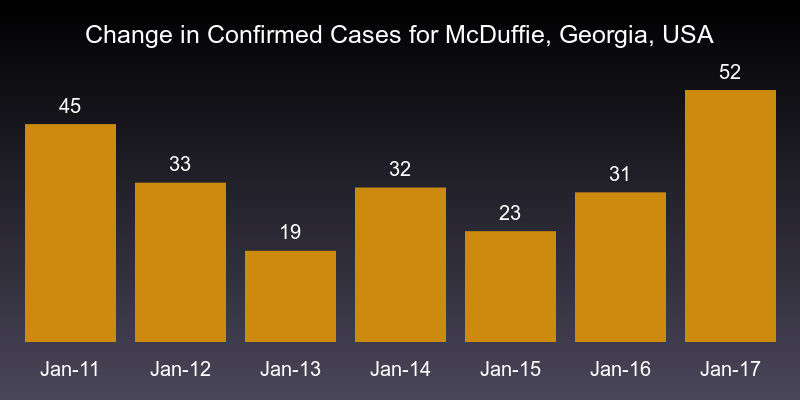 Change in Confirmed Cases for McDuffie, Georgia, USA
45
33
19
32
23
31
52
Jan-11
Jan-12
Jan-13
Jan-14
Jan-15
Jan-16
Jan-17